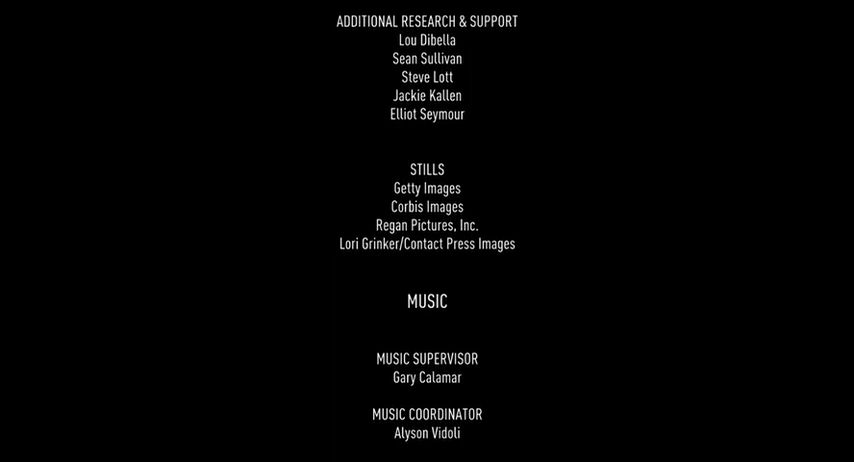 ADDITIONAL RESEARCH & SUPPORT
Lou Dibella
Sean Sullivan
Steve Lott
Jackie Kallen
Elliot Seymour
STILLS
Getty Images
Corbis Images
Regan Pictures, Inc.
Lori Grinker/Contact Press Images
MUSIC
MUSIC SUPERVISOR
Gary Calamar
MUSIC COORDINATOR
Alyson Vidoli